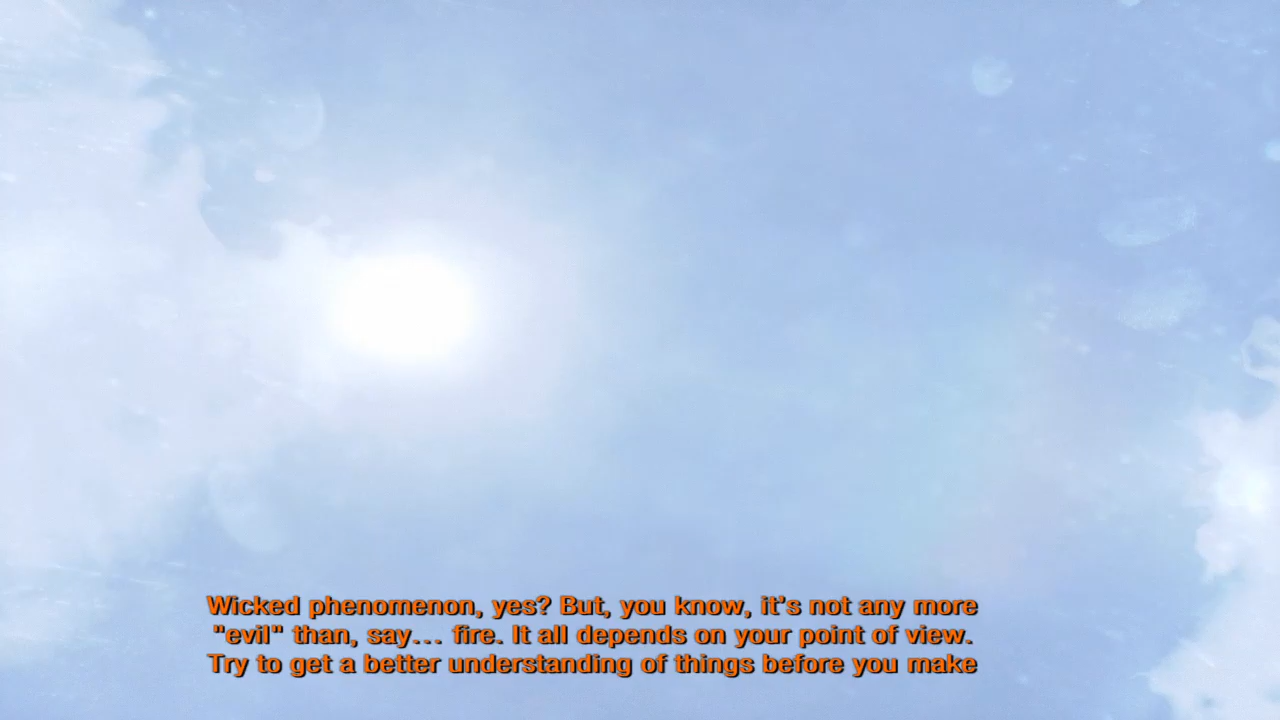 Wicked phenomenon, yes? But, you know, it's not any more
"evil" than, say... fire. It all depends on your point of view.
Try to get a better understanding of things before you make